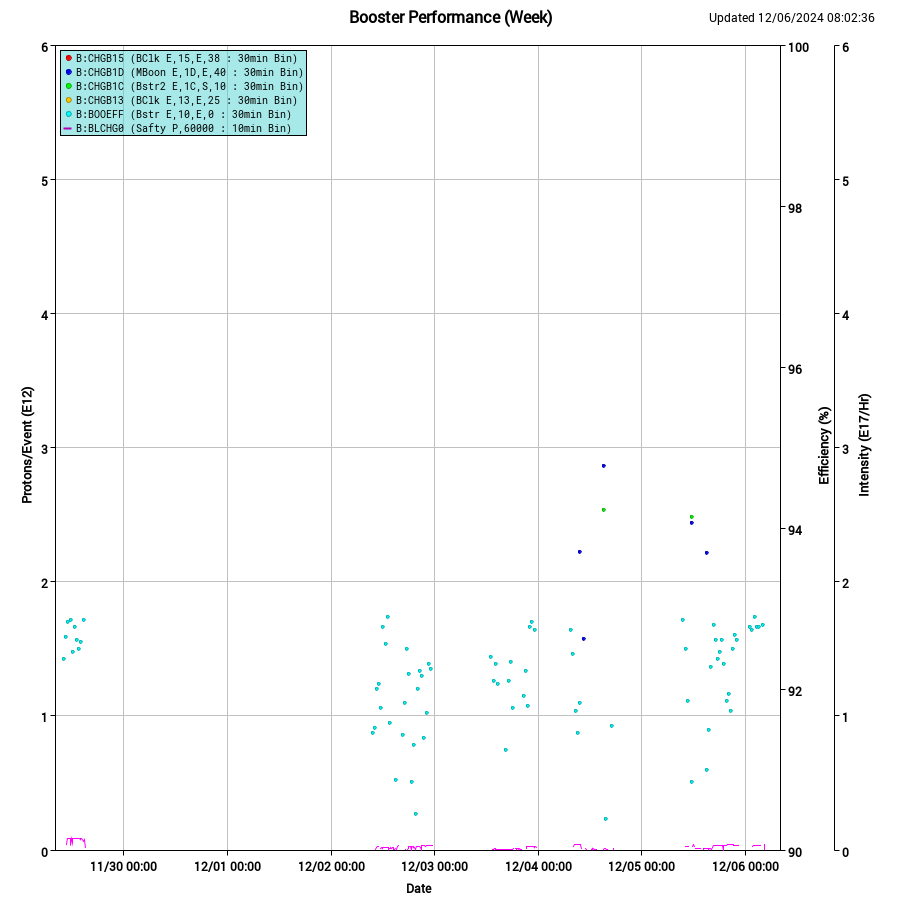 Booster Performance (Week)
Updated 12/06/2024 08:02:36
B:CHGB15 (BClk E,15,E,38 : 30min Bin)
B:CHGB1D (MBoon E,1D,E,40 : 30min Bin)
B:CHGB1C (Bstr2 E,1C,S,10 : 30min Bin)
B:CHGB13 (BClk E,13,E,25 : 30min Bin)
B:BOOEFF (Bstr E,10,E,0 : 30min Bin)
B:BLCHG0 (Safty P,60000 : 10min Bin)
Protons/Event (E12)
6
5
4
3
2
1
0
100
98
96
94
92
90
Efficiency (%)
6
5
4
3
2
1
0
Intensity (E17/Hr)
11/30 00:00
12/01 00:00
12/02 00:00
12/03 00:00
12/04 00:00
12/05 00:00
12/06 00:00
Date